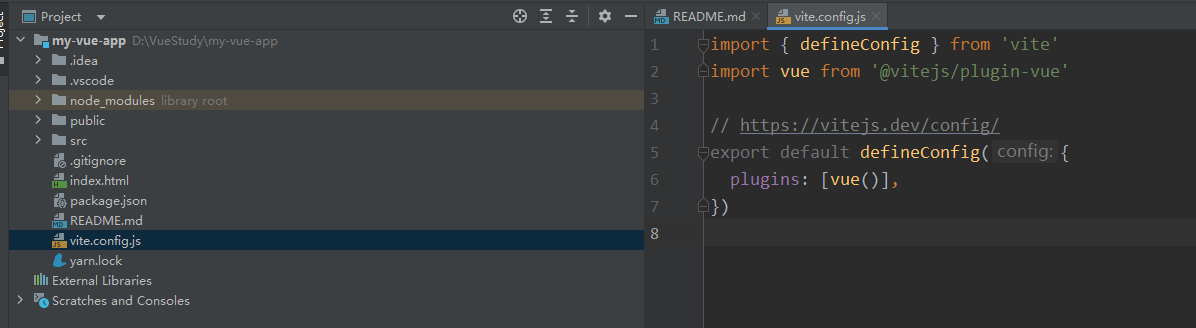 Project
my-vue-app D:\VueStudy\my-vue-app
.idea
.vscode
node_modules library root
public
src
.gitignore
index.html
package.json
README.md
vite.config.js
yarn.lock
External Libraries
Scratches and Consoles
README.md vite.config.js
1 import { defineConfig } from 'vite'
2 import vue from '@vitejs/plugin-vue'
3
4 // https://vitejs.dev/config/
5 export default defineConfig( config: {
6 plugins: [vue()],
7 })
8